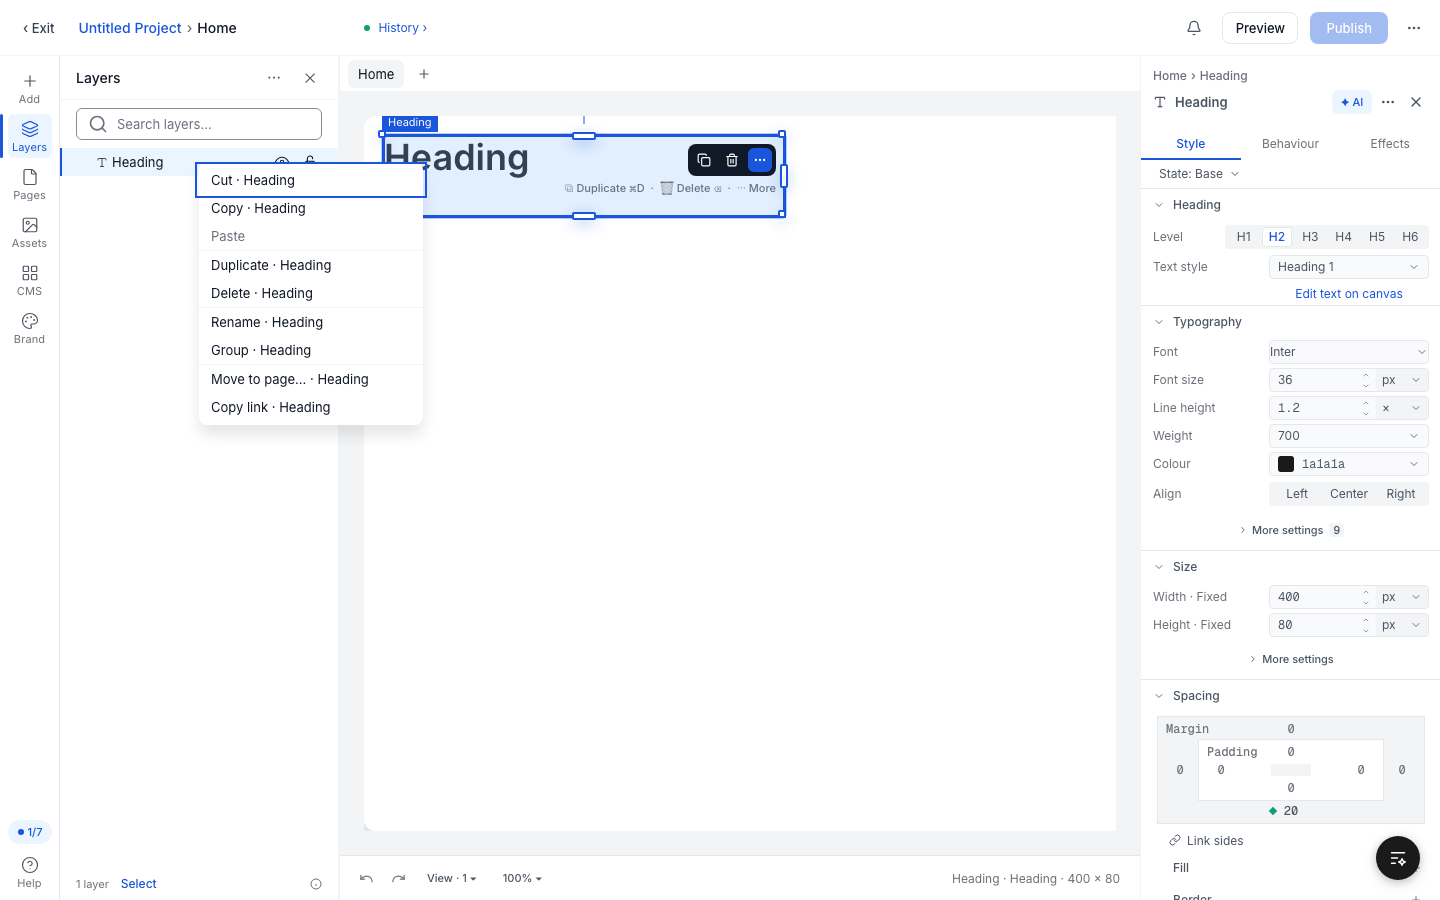 ‹ Exit
Untitled Project › Home
History ›
Preview
Publish
Add
Layers
Pages
Assets
CMS
Brand
1/7
Help
Layers
Search layers...
Heading
Cut · Heading
Copy · Heading
Paste
Duplicate · Heading
Delete · Heading
Rename · Heading
Group · Heading
Move to page... · Heading
Copy link · Heading
1 layer Select
Home
Heading
Heading
Duplicate ⌘D · Delete ⌫ · ··· More
View · 1
100%
Heading · Heading · 400 × 80
Home › Heading
Heading
AI
Style Behaviour Effects
State: Base
Heading
Level H1 H2 H3 H4 H5 H6
Text style Heading 1
Edit text on canvas
Typography
Font Inter
Font size 36 px
Line height 1.2 ×
Weight 700
Colour 1a1a1a
Align Left Center Right
More settings 9
Size
Width · Fixed 400 px
Height · Fixed 80 px
More settings
Spacing
Margin 0
Padding 0
0 0 0 0
0
20
Link sides
Fill